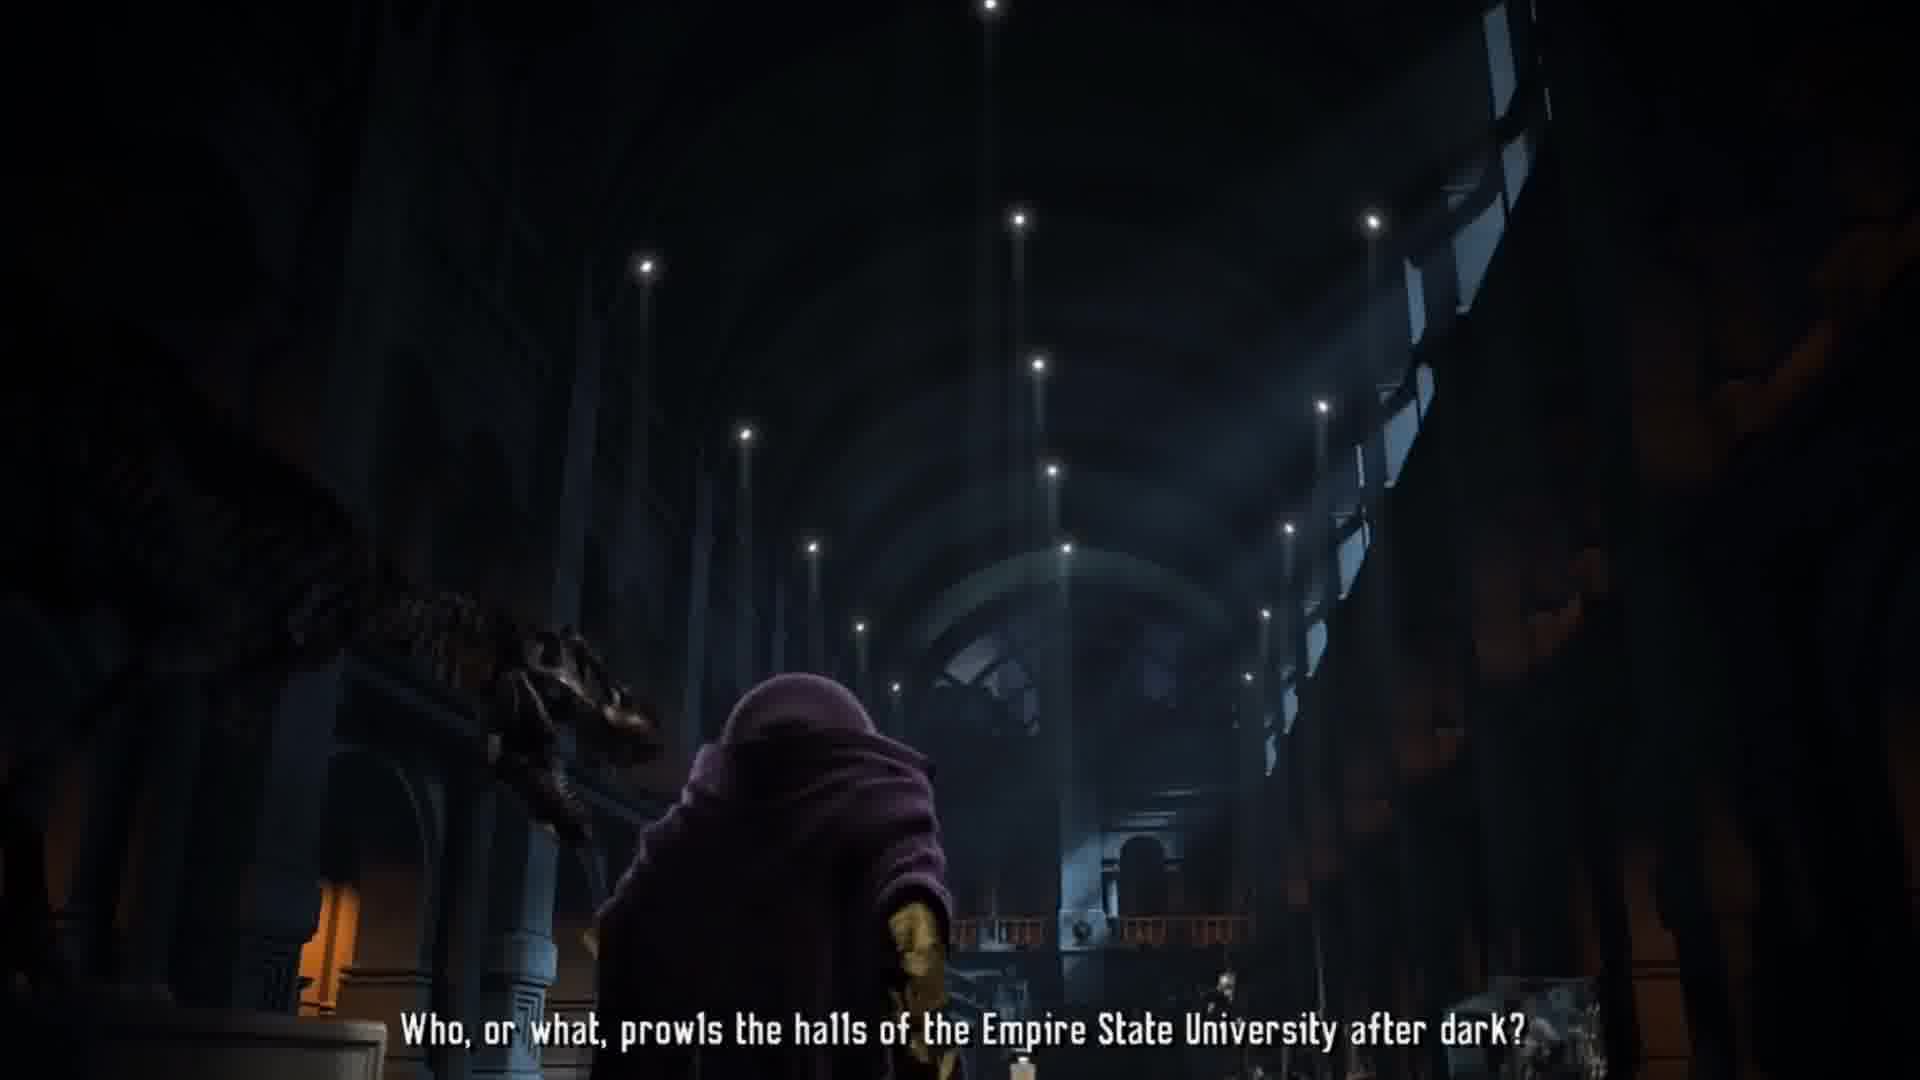 Who, or what, prowls the halls of the Empire State University after dark?